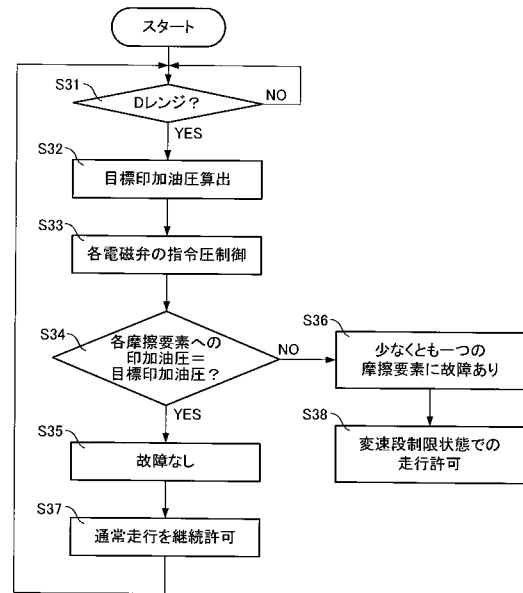 スタート
S31
Dレンジ？
NO
YES
S32
目標印加油圧算出
S33
各電磁弁の指令圧制御
S34
各摩擦要素への
印加油圧＝
目標印加油圧？
NO
YES
S36
少なくとも一つの
摩擦要素に故障あり
S35
故障なし
S38
変速段制限状態での
走行許可
S37
通常走行を継続許可